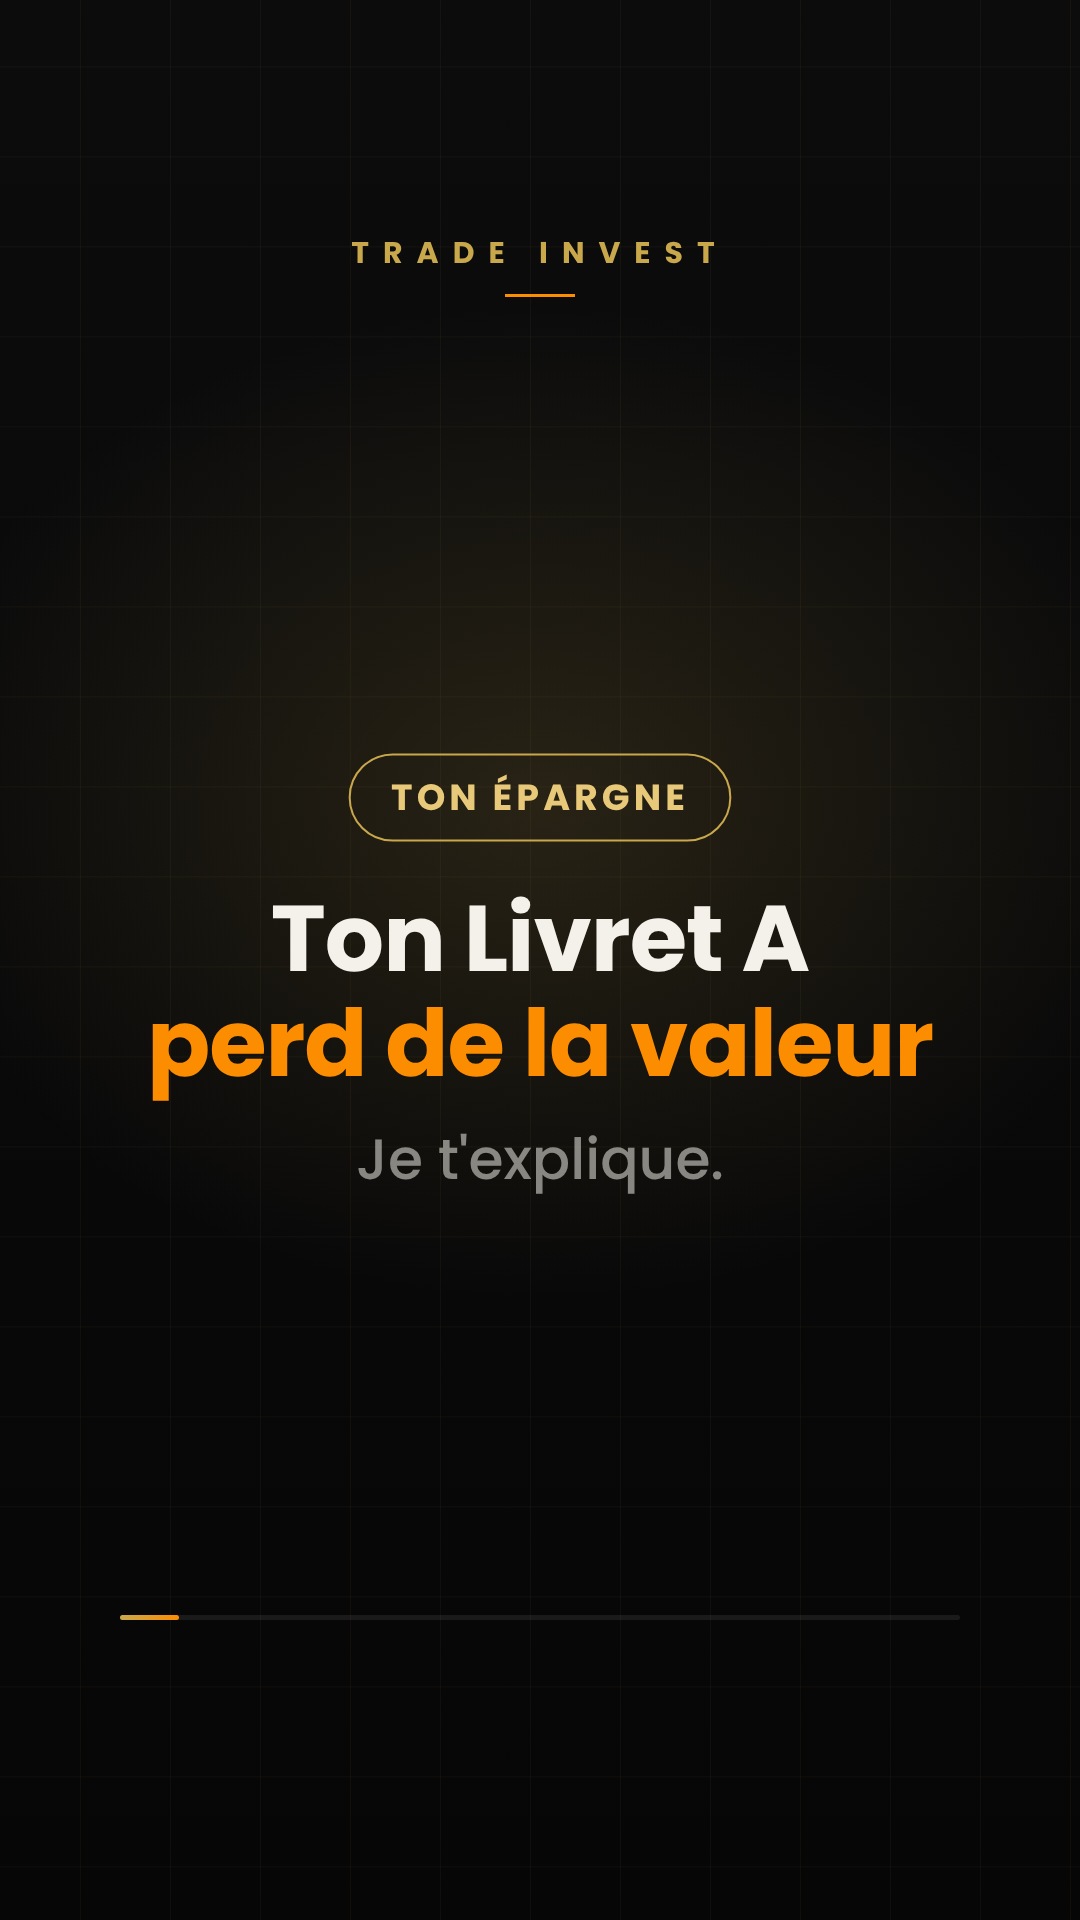 TRADE INVEST
TON ÉPARGNE
Ton Livret A
perd de la valeur
Je t'explique.